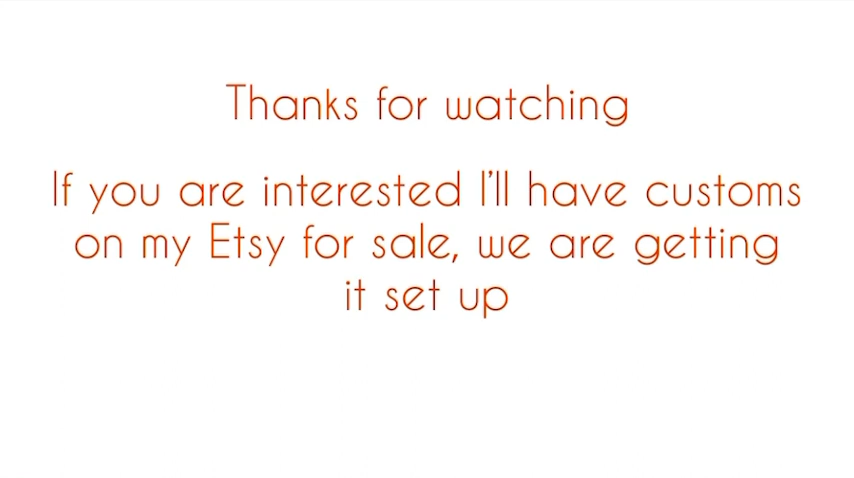 Thanks for watching
If you are interested I'll have customs
on my Etsy for sale, we are getting
it set up